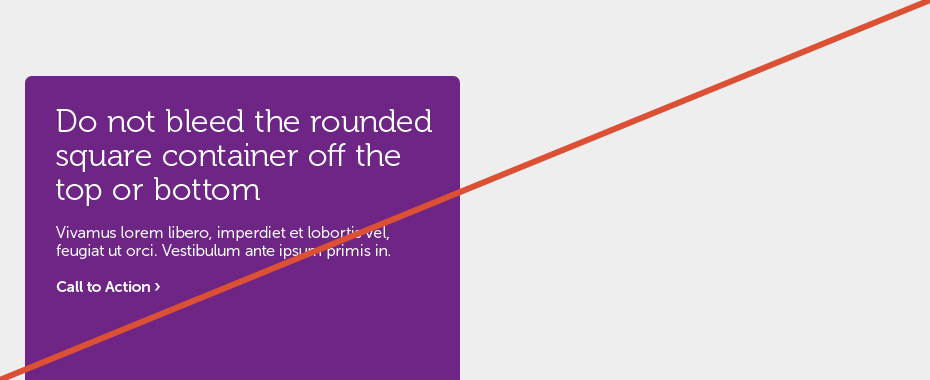 Do not bleed the rounded
square container off the
top or bottom
Vivamus lorem libero, imperdiet et lobortis vel,
feugiat ut orci. Vestibulum ante ipsum primis in.
Call to Action ›